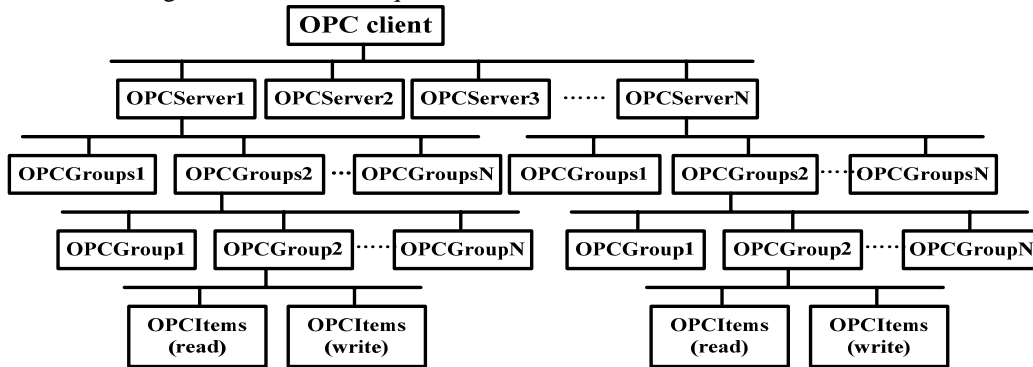 OPC client
OPCServer1 OPCServer2 OPCServer3 ...... OPCServerN
OPCGroups1 OPCGroups2 ... OPCGroupsN OPCGroups1 OPCGroups2 ...... OPCGroupsN
OPCGroup1 OPCGroup2 ...... OPCGroupN OPCGroup1 OPCGroup2 ...... OPCGroupN
OPCItems OPCItems OPCItems OPCItems
(read) (write) (read) (write)